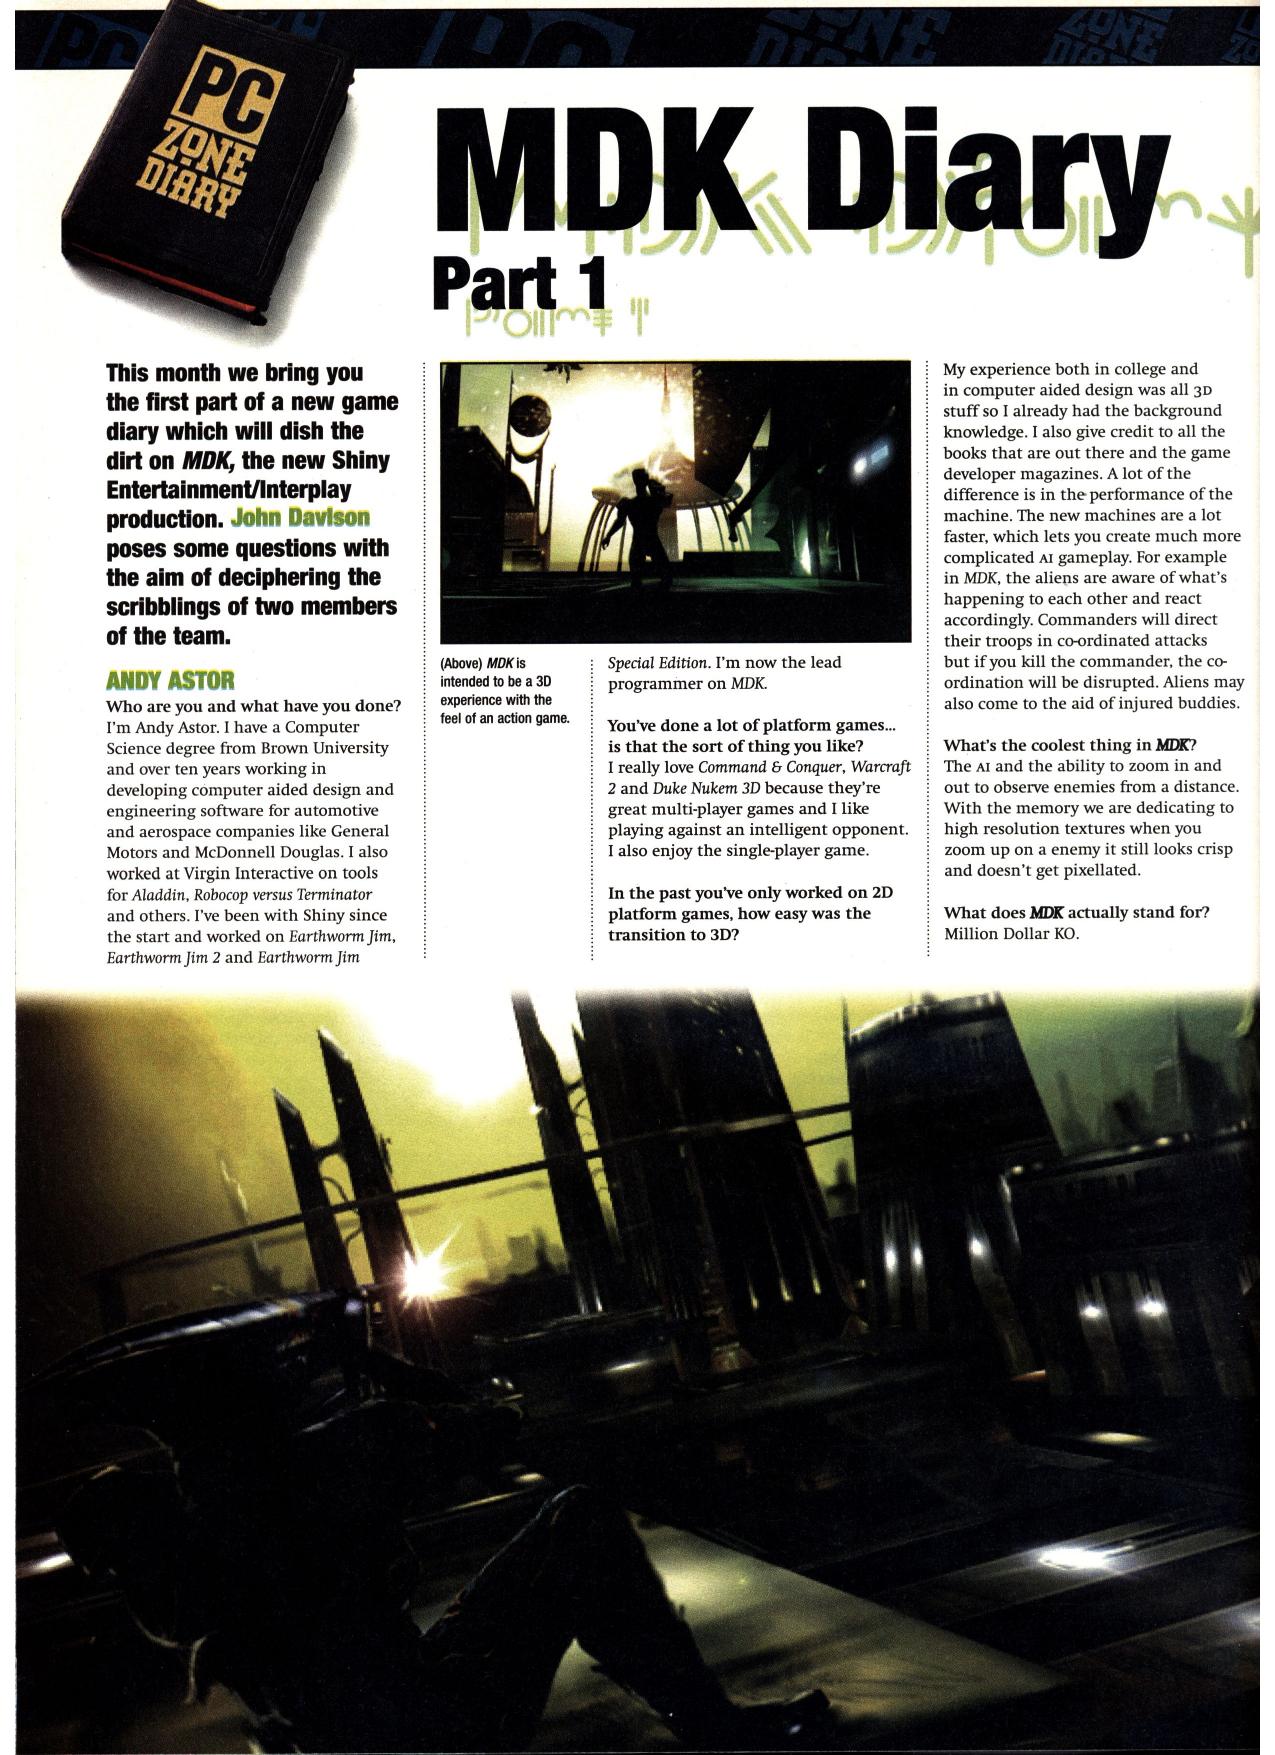 PC
ZONE
DIARY
MDK Diary
Part 1
This month we bring you
the first part of a new game
diary which will dish the
dirt on MDK, the new Shiny
Entertainment/Interplay
production. John Davison
poses some questions with
the aim of deciphering the
scribblings of two members
of the team.
ANDY ASTOR
Who are you and what have you done?
I'm Andy Astor. I have a Computer
Science degree from Brown University
and over ten years working in
developing computer aided design and
engineering software for automotive
and aerospace companies like General
Motors and McDonnell Douglas. I also
worked at Virgin Interactive on tools
for Aladdin, Robocop versus Terminator
and others. I've been with Shiny since
the start and worked on Earthworm Jim,
Earthworm Jim 2 and Earthworm Jim
(Above) MDK is
intended to be a 3D
experience with the
feel of an action game.
Special Edition. I'm now the lead
programmer on MDK.
You've done a lot of platform games...
is that the sort of thing you like?
I really love Command & Conquer, Warcraft
2 and Duke Nukem 3D because they're
great multi-player games and I like
playing against an intelligent opponent.
I also enjoy the single-player game.
In the past you've only worked on 2D
platform games, how easy was the
transition to 3D?
My experience both in college and
in computer aided design was all 3D
stuff so I already had the background
knowledge. I also give credit to all the
books that are out there and the game
developer magazines. A lot of the
difference is in the performance of the
machine. The new machines are a lot
faster, which lets you create much more
complicated AI gameplay. For example
in MDK, the aliens are aware of what's
happening to each other and react
accordingly. Commanders will direct
their troops in co-ordinated attacks
but if you kill the commander, the co-
ordination will be disrupted. Aliens may
also come to the aid of injured buddies.
What's the coolest thing in MDK?
The AI and the ability to zoom in and
out to observe enemies from a distance.
With the memory we are dedicating to
high resolution textures when you
zoom up on a enemy it still looks crisp
and doesn't get pixellated.
What does MDK actually stand for?
Million Dollar KO.